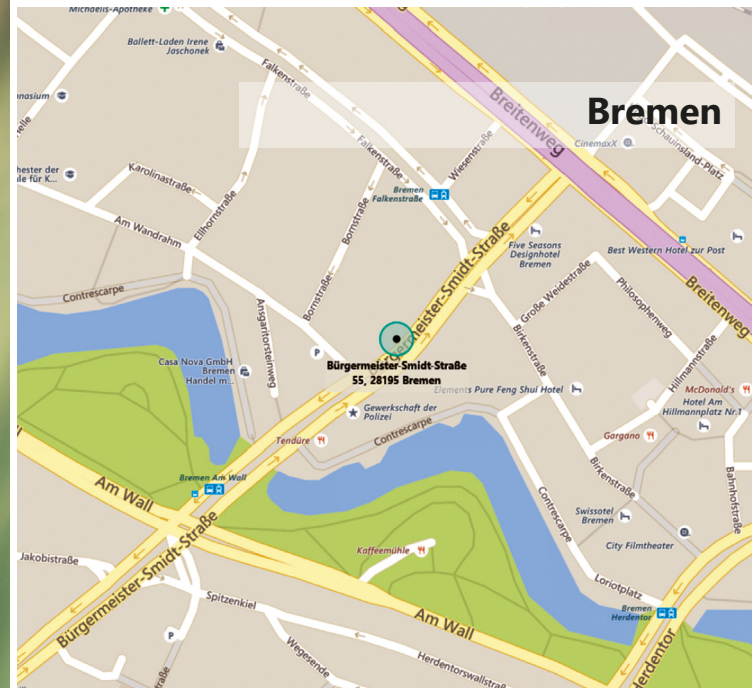 Michaelis-Apotheke
Ballett-Laden Irene
Jaschonek
Falkenstraße
Bremen
Breitenweg
CinemaxX
Schauinsland-Platz
Falkenstraße
Wiesenstraße
Karolinastraße
Ellhornstraße
Bremen
Falkenstraße
Am Wandrahm
Bornstraße
Five Seasons
Designhotel
Bremen
Best Western Hotel zur Post
Contrescarpe
Bürgermeister-Smidt-Straße
Große Weidestraße
Philosophenweg
Breitenweg
Bornstraße
Ansgaritorsteinweg
Birkenstraße
P
Casa Nova GmbH
Bremen
Handel m...
Bürgermeister-Smidt-Straße
55, 28195 Bremen
Hillmannstraße
Elements Pure Feng Shui Hotel
McDonald's
Hotel Am
Hillmannplatz Nr.1
Gewerkschaft der
Polizei
Contrescarpe
Tendüre
Gargano
Birkenstraße
Bahnhofstraße
Bremen Am Wall
Am Wall
Contrescarpe
Swissotel
Bremen
City Filmtheater
Kaffeemühle
Jakobistraße
Bürgermeister-Smidt-Straße
Loriotplatz
Spitzenkiel
Bremen
Herdentor
Am Wall
P
Wegesende
Herdentorswallstraße
Herdentor